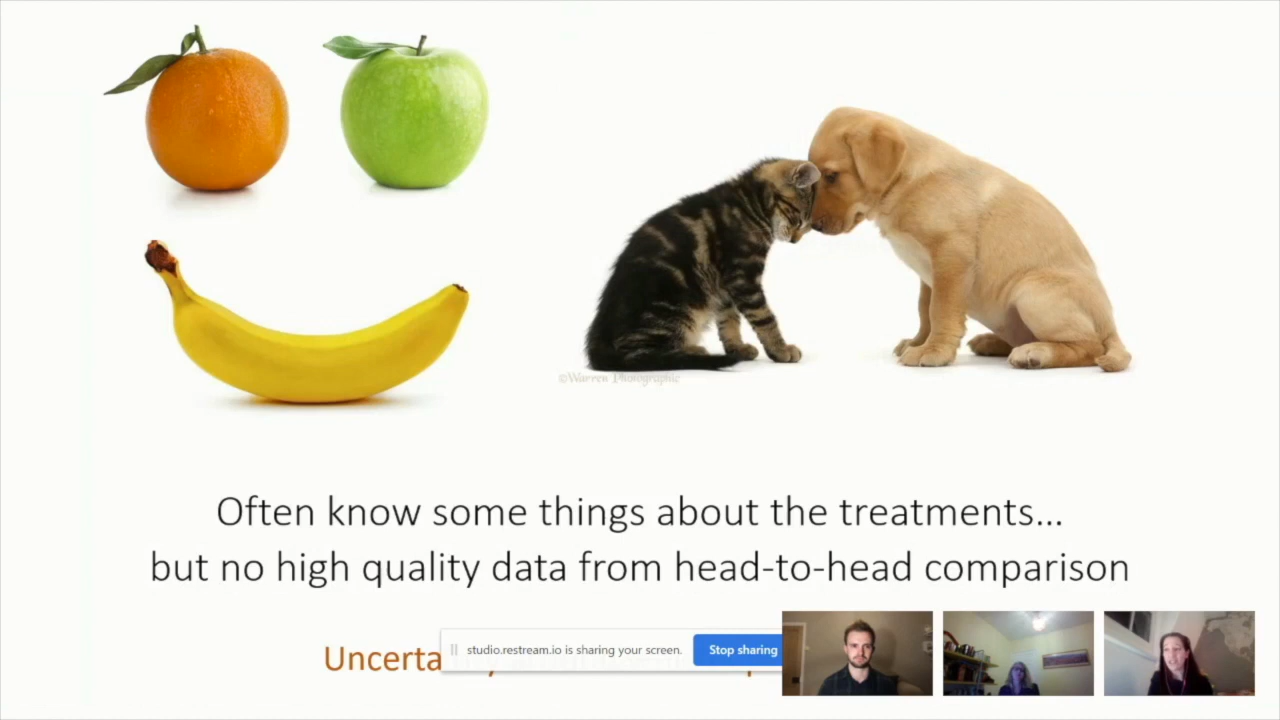 ©Warren Photographic
Often know some things about the treatments...
but no high quality data from head-to-head comparison
studio.restream.io is sharing your screen.
Stop sharing